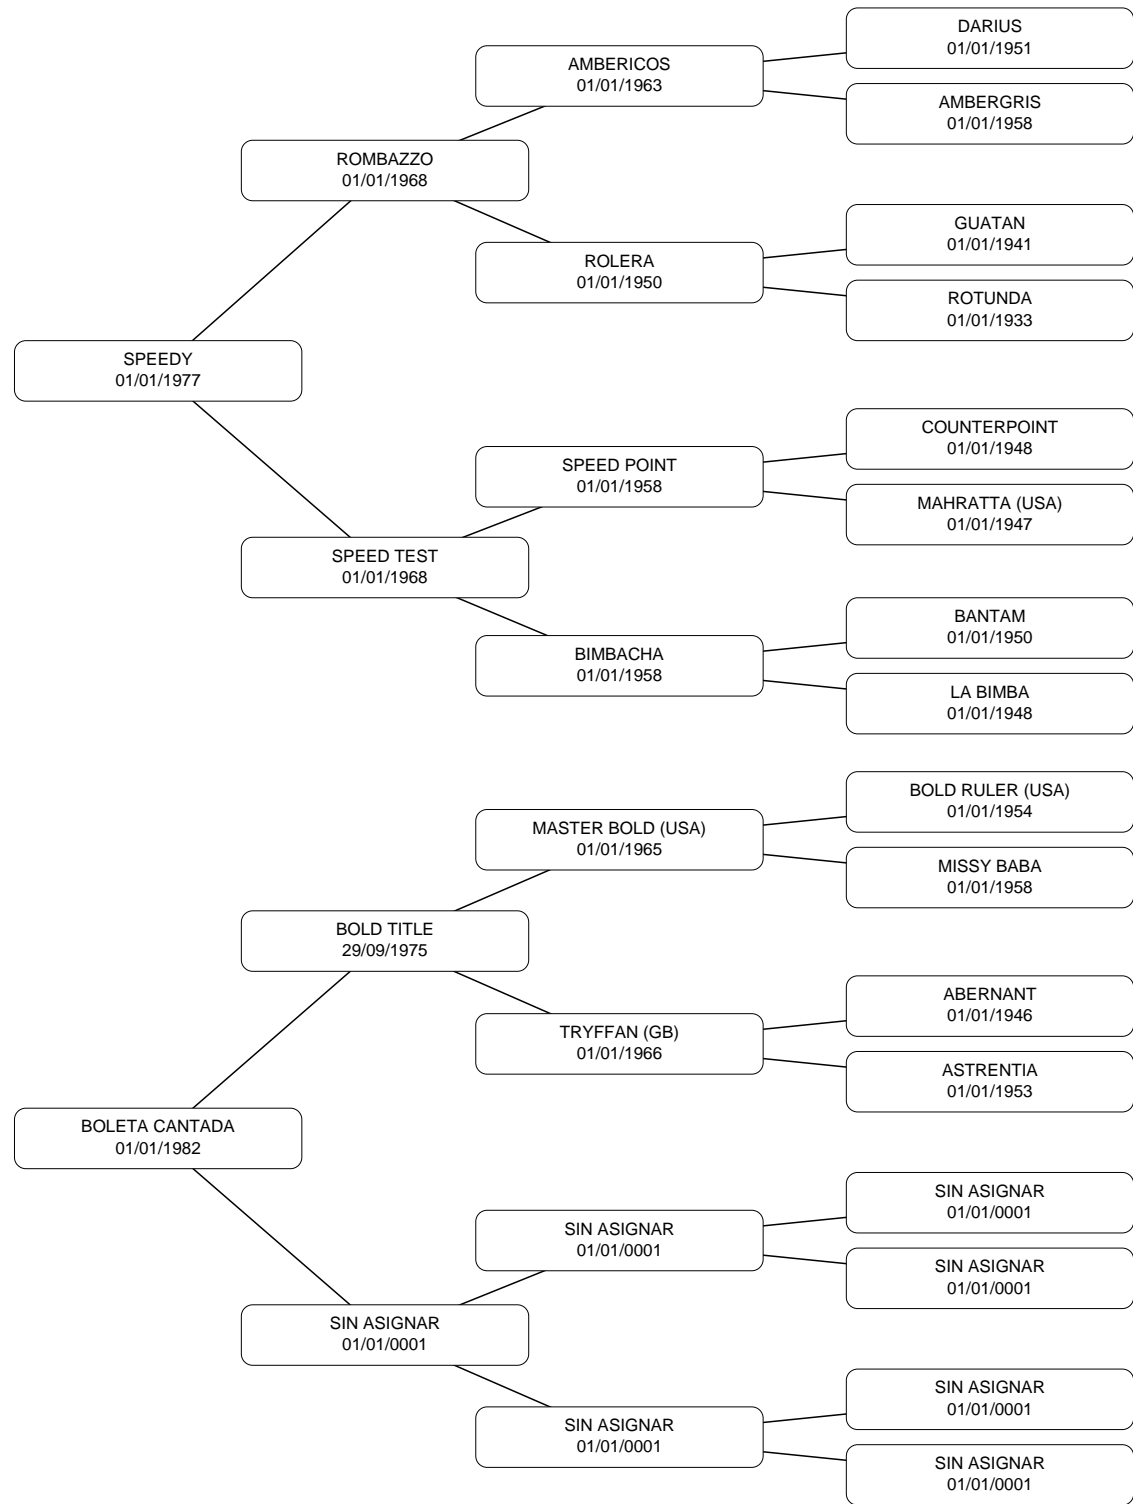 DARIUS
01/01/1951
AMBERICOS
01/01/1963
AMBERGRIS
01/01/1958
ROMBAZZO
01/01/1968
GUATAN
01/01/1941
ROLERA
01/01/1950
ROTUNDA
01/01/1933
SPEEDY
01/01/1977
COUNTERPOINT
01/01/1948
SPEED POINT
01/01/1958
MAHRATTA (USA)
01/01/1947
SPEED TEST
01/01/1968
BANTAM
01/01/1950
BIMBACHA
01/01/1958
LA BIMBA
01/01/1948
BOLD RULER (USA)
01/01/1954
MASTER BOLD (USA)
01/01/1965
MISSY BABA
01/01/1958
BOLD TITLE
29/09/1975
ABERNANT
01/01/1946
TRYFFAN (GB)
01/01/1966
ASTRENTIA
01/01/1953
BOLETA CANTADA
01/01/1982
SIN ASIGNAR
01/01/0001
SIN ASIGNAR
01/01/0001
SIN ASIGNAR
01/01/0001
SIN ASIGNAR
01/01/0001
SIN ASIGNAR
01/01/0001
SIN ASIGNAR
01/01/0001
SIN ASIGNAR
01/01/0001